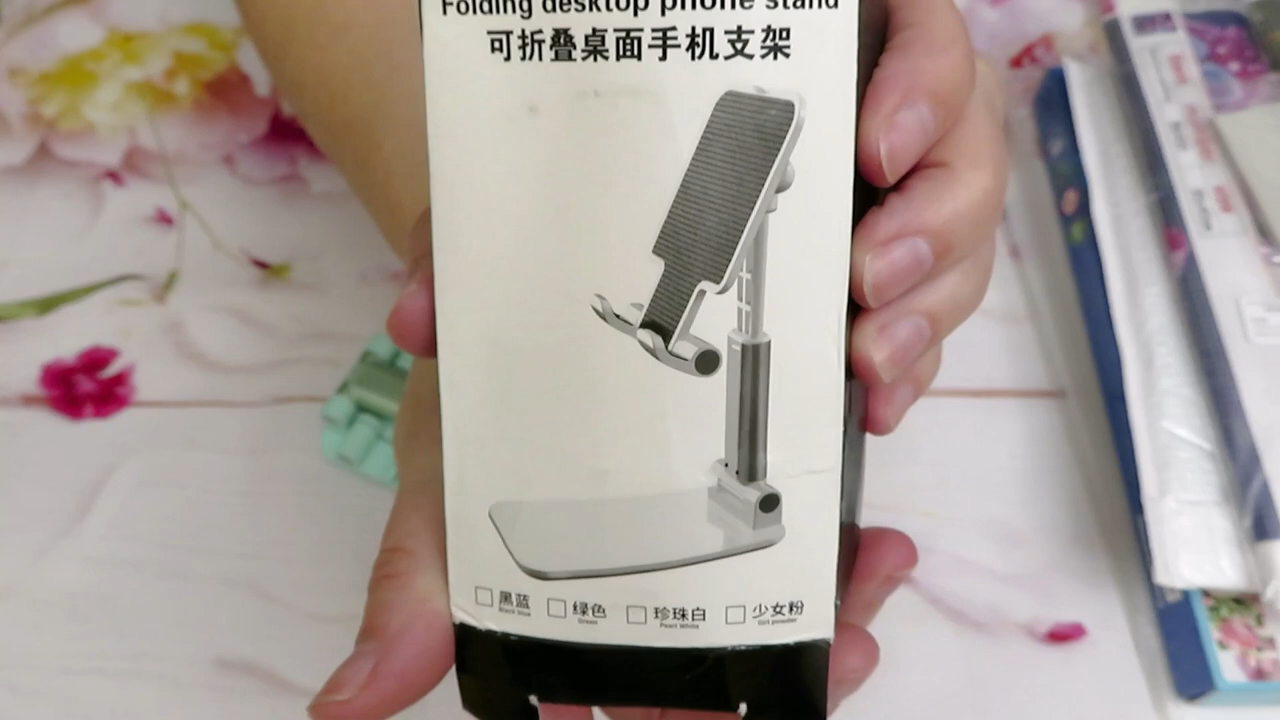 Folding desktop phone stand
可折叠桌面手机支架
黑蓝 绿色 珍珠白 少女粉
Black blue Green Pearl White Girl powder